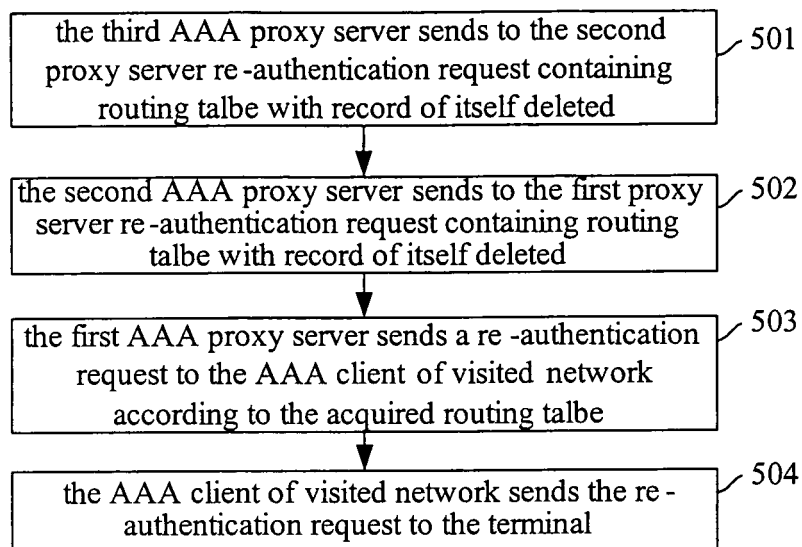 the third AAA proxy server sends to the second
proxy server re-authentication request containing
routing talbe with record of itself deleted
501
the second AAA proxy server sends to the first proxy
server re-authentication request containing routing
talbe with record of itself deleted
502
the first AAA proxy server sends a re-authentication
request to the AAA client of visited network
according to the acquired routing talbe
503
the AAA client of visited network sends the re-
authentication request to the terminal
504